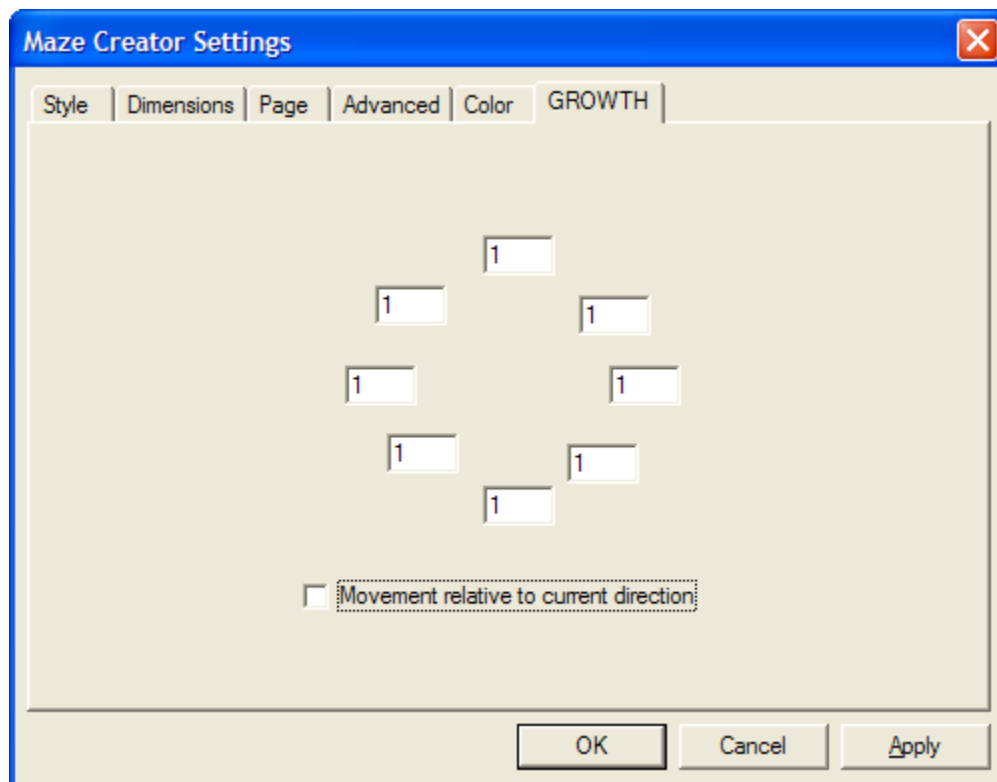 Maze Creator Settings
Style Dimensions Page Advanced Color GROWTH
1
1
1
1
1
1
1
1
Movement relative to current direction
OK Cancel Apply